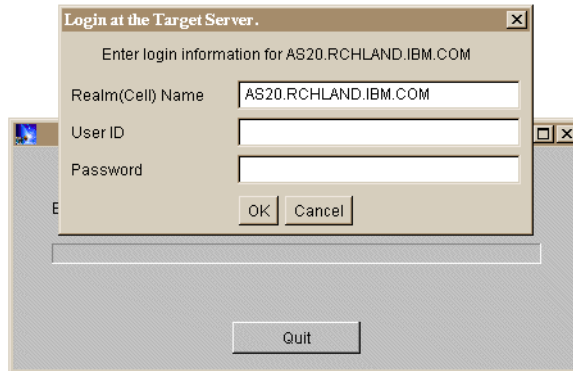 Login at the Target Server.
Enter login information for AS20.RCHLAND.IBM.COM
Realm(Cell) Name AS20.RCHLAND.IBM.COM
User ID
Password
E
OK Cancel
Quit